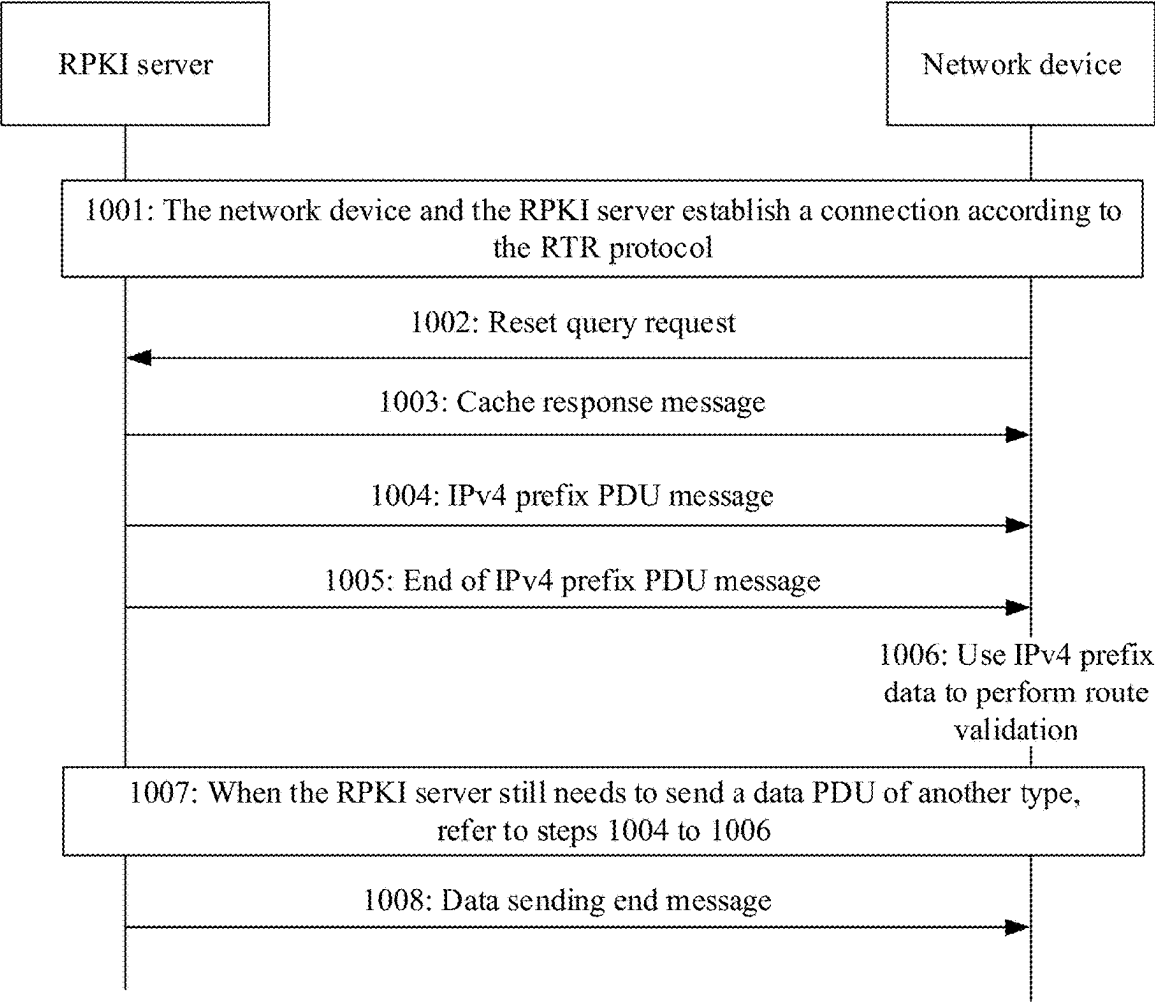 RPKI server
Network device
1001: The network device and the RPKI server establish a connection according to
the RTR protocol
1002: Reset query request
1003: Cache response message
1004: IPv4 prefix PDU message
1005: End of IPv4 prefix PDU message
1006: Use IPv4 prefix
data to perform route
validation
1007: When the RPKI server still needs to send a data PDU of another type,
refer to steps 1004 to 1006
1008: Data sending end message